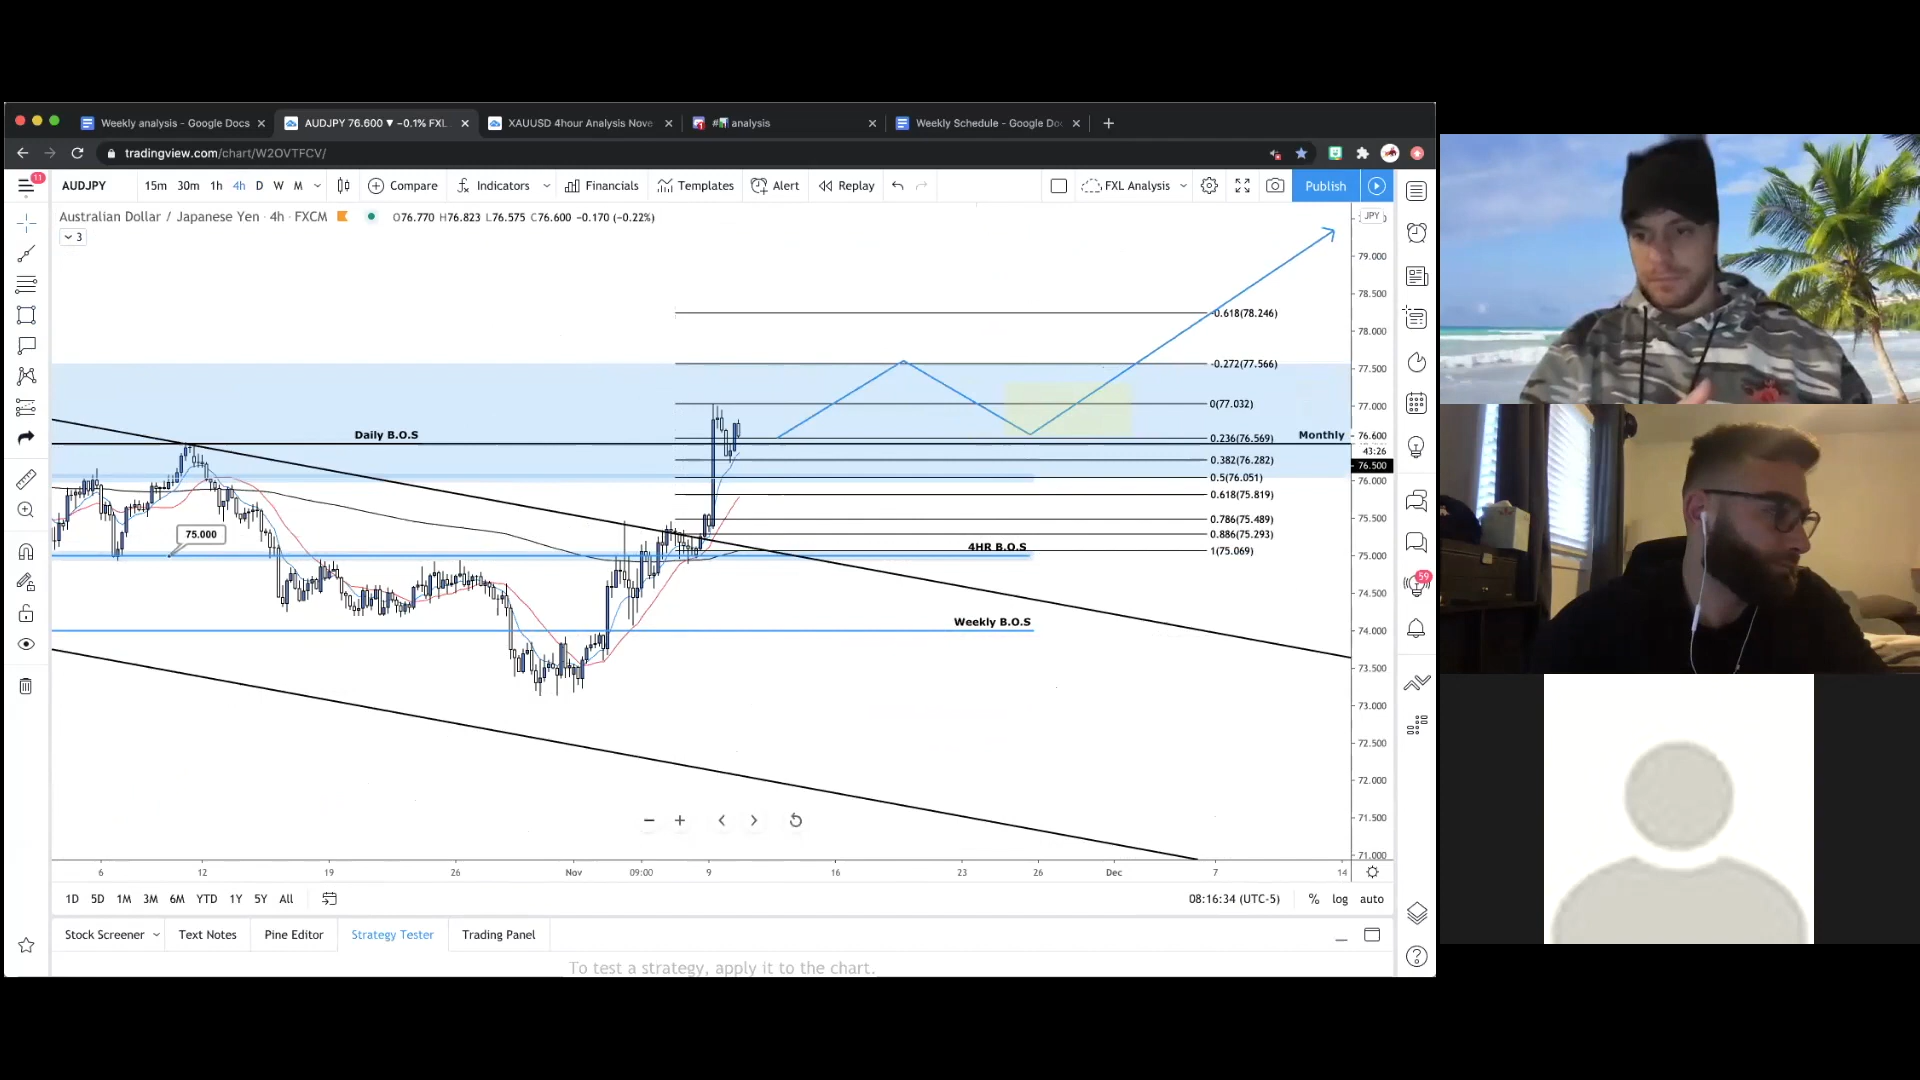 Weekly analysis - Google Docs
AUDJPY 76.600 ▼ −0.1% FXL
XAUUSD 4hour Analysis Nove
analysis
Weekly Schedule - Google Do
tradingview.com/chart/W2OVTFCV/
11
AUDJPY 15m 30m 1h 4h D W M Compare Indicators Financials Templates Alert Replay FXL Analysis Publish
Australian Dollar / Japanese Yen · 4h · FXCM O76.770 H76.823 L76.575 C76.600 −0.170 (−0.22%)
JPY
3
79.000
78.500
-0.618(78.246)
78.000
-0.272(77.566)
77.500
0(77.032)
77.000
Daily B.O.S
0.236(76.569)
Monthly
76.600
43:26
0.382(76.282)
76.500
0.5(76.051)
76.000
0.618(75.819)
0.786(75.489)
75.500
75.000
0.886(75.293)
4HR B.O.S
1(75.069)
75.000
59
74.500
Weekly B.O.S
74.000
73.500
73.000
72.500
72.000
71.500
71.000
6 12 19 26 Nov 09:00 9 16 23 26 Dec 7 14
1D 5D 1M 3M 6M YTD 1Y 5Y All
08:16:34 (UTC-5) % log auto
Stock Screener Text Notes Pine Editor Strategy Tester Trading Panel
To test a strategy, apply it to the chart.